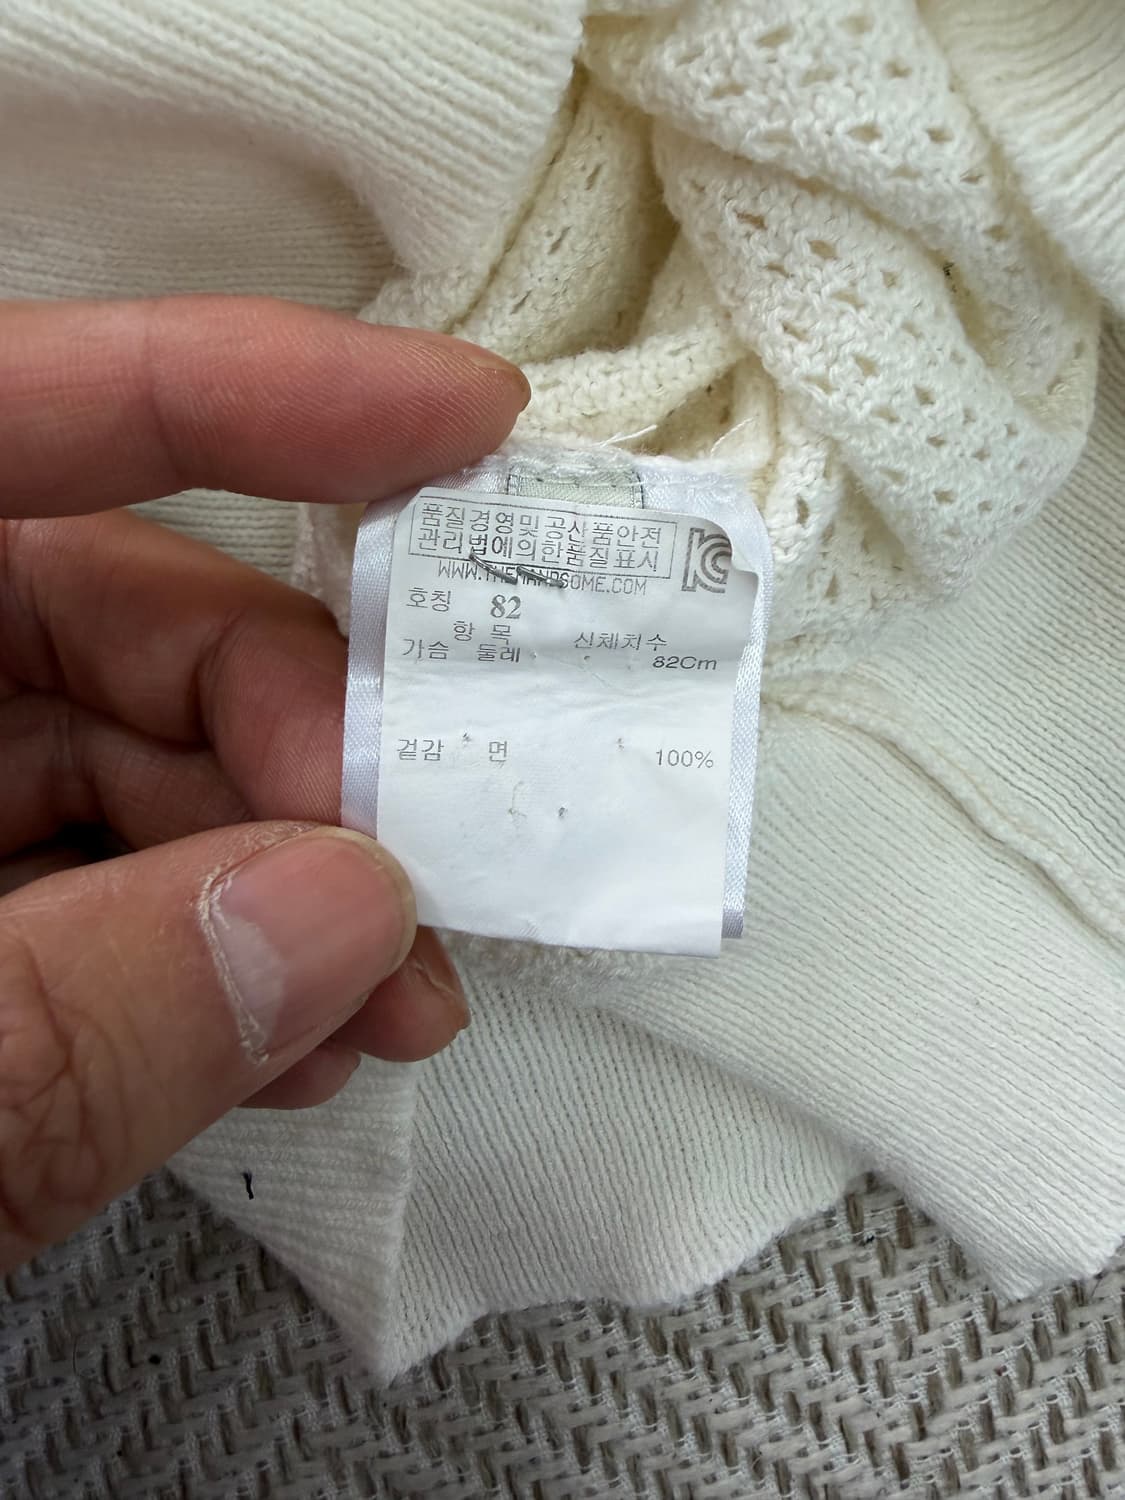 품질경영및 공산품안전
관리법에의한품질표시
WWW.THEHANDSOME.COM
호칭 82
항 목 신체치수
가슴 둘레 82Cm
겉감 면 100%